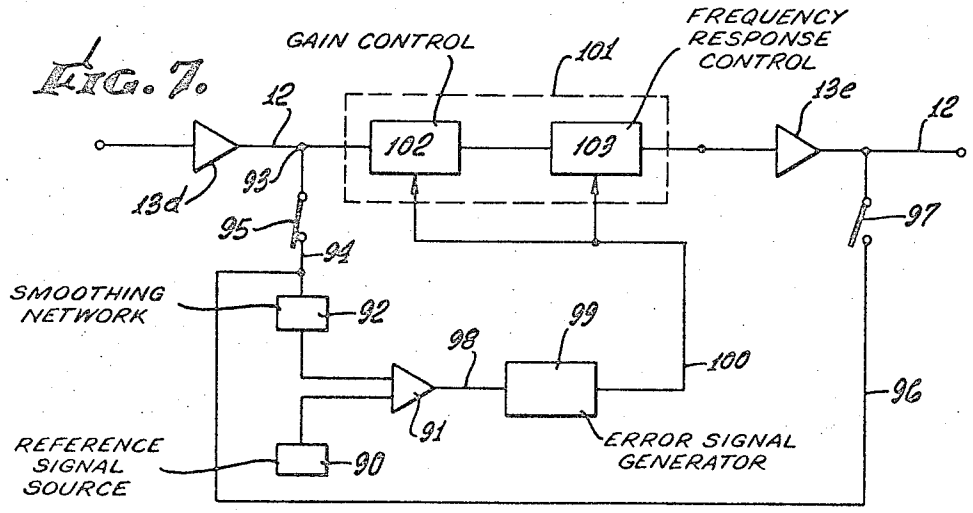 FIG. 7.
GAIN CONTROL
FREQUENCY
RESPONSE
CONTROL
101
12
13d
93
102
103
13e
12
95
94
97
SMOOTHING
NETWORK
92
98
99
100
91
96
REFERENCE
SIGNAL
SOURCE
90
ERROR SIGNAL
GENERATOR